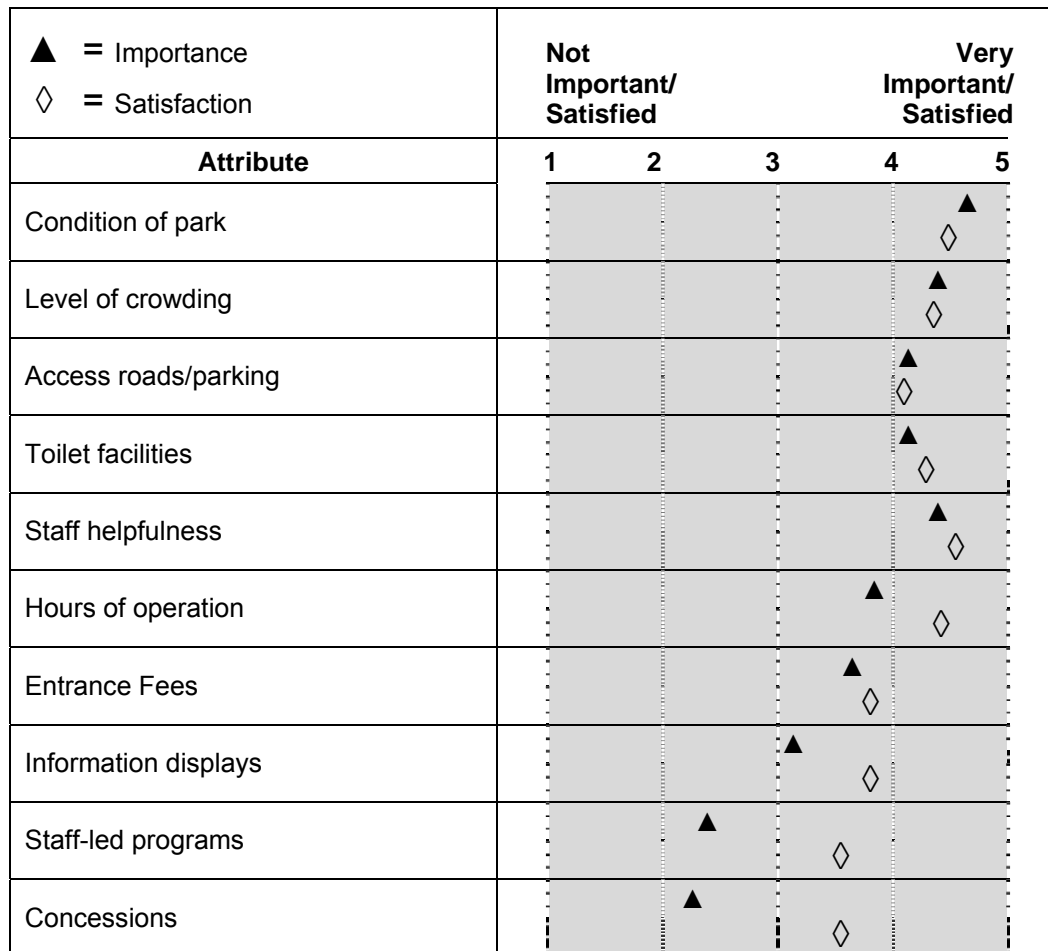 ▲ = Importance
◊ = Satisfaction
Not Important/ Satisfied
Very Important/ Satisfied
Attribute
1 2 3 4 5
Condition of park
Level of crowding
Access roads/parking
Toilet facilities
Staff helpfulness
Hours of operation
Entrance Fees
Information displays
Staff-led programs
Concessions